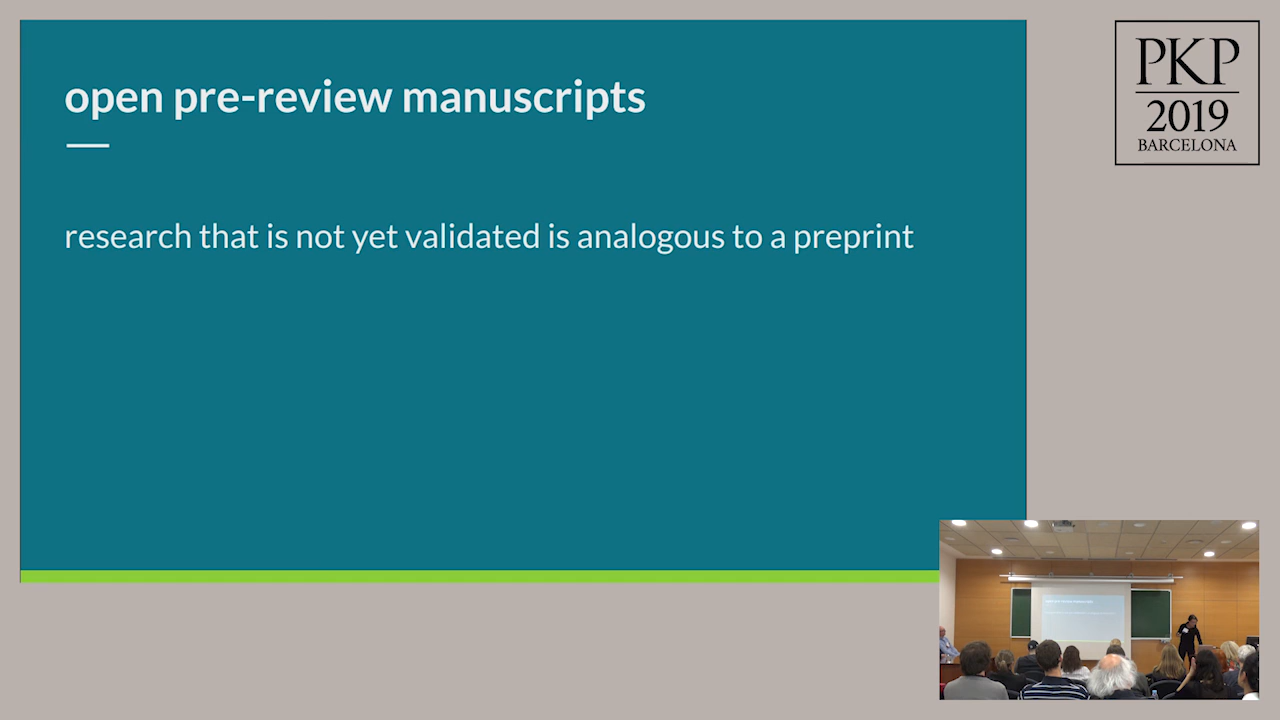 open pre-review manuscripts
research that is not yet validated is analogous to a preprint
PKP
2019
BARCELONA